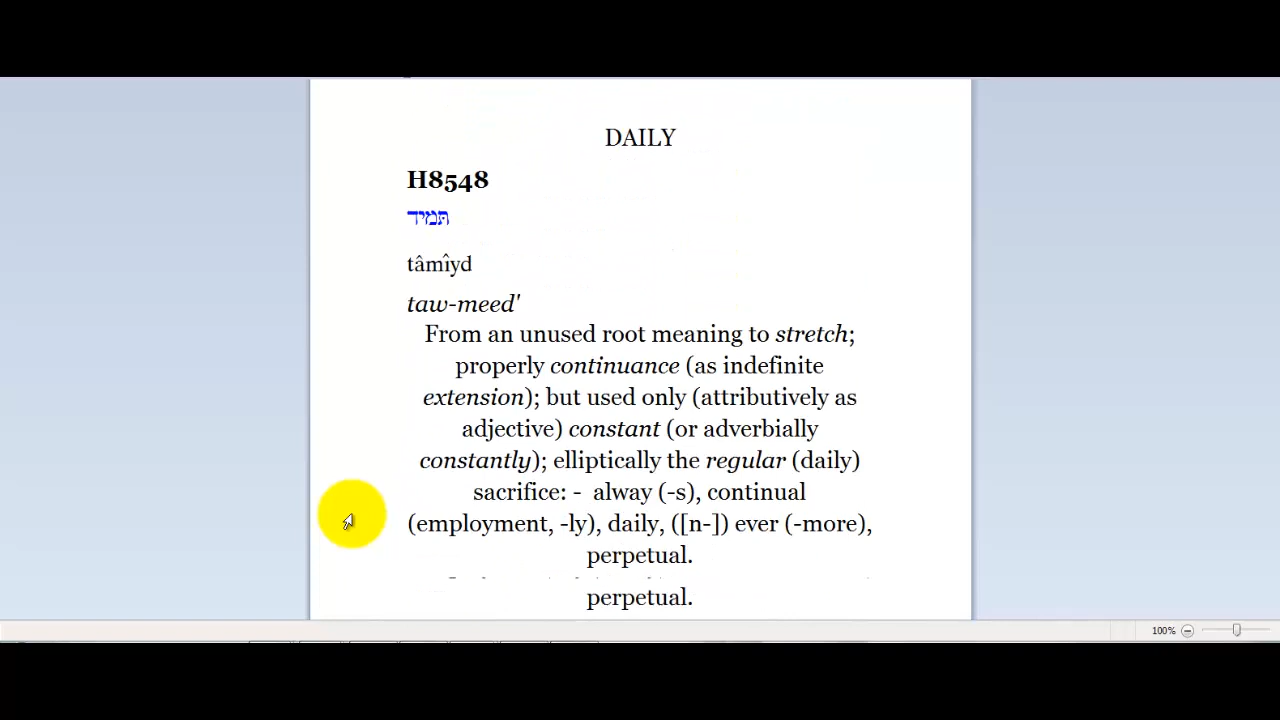 DAILY
H8548
תּמיד
tâmîyd
taw-meed'
From an unused root meaning to stretch;
properly continuance (as indefinite
extension); but used only (attributively as
adjective) constant (or adverbially
constantly); elliptically the regular (daily)
sacrifice: - alway (-s), continual
(employment, -ly), daily, ([n-]) ever (-more),
perpetual.
perpetual.
100%